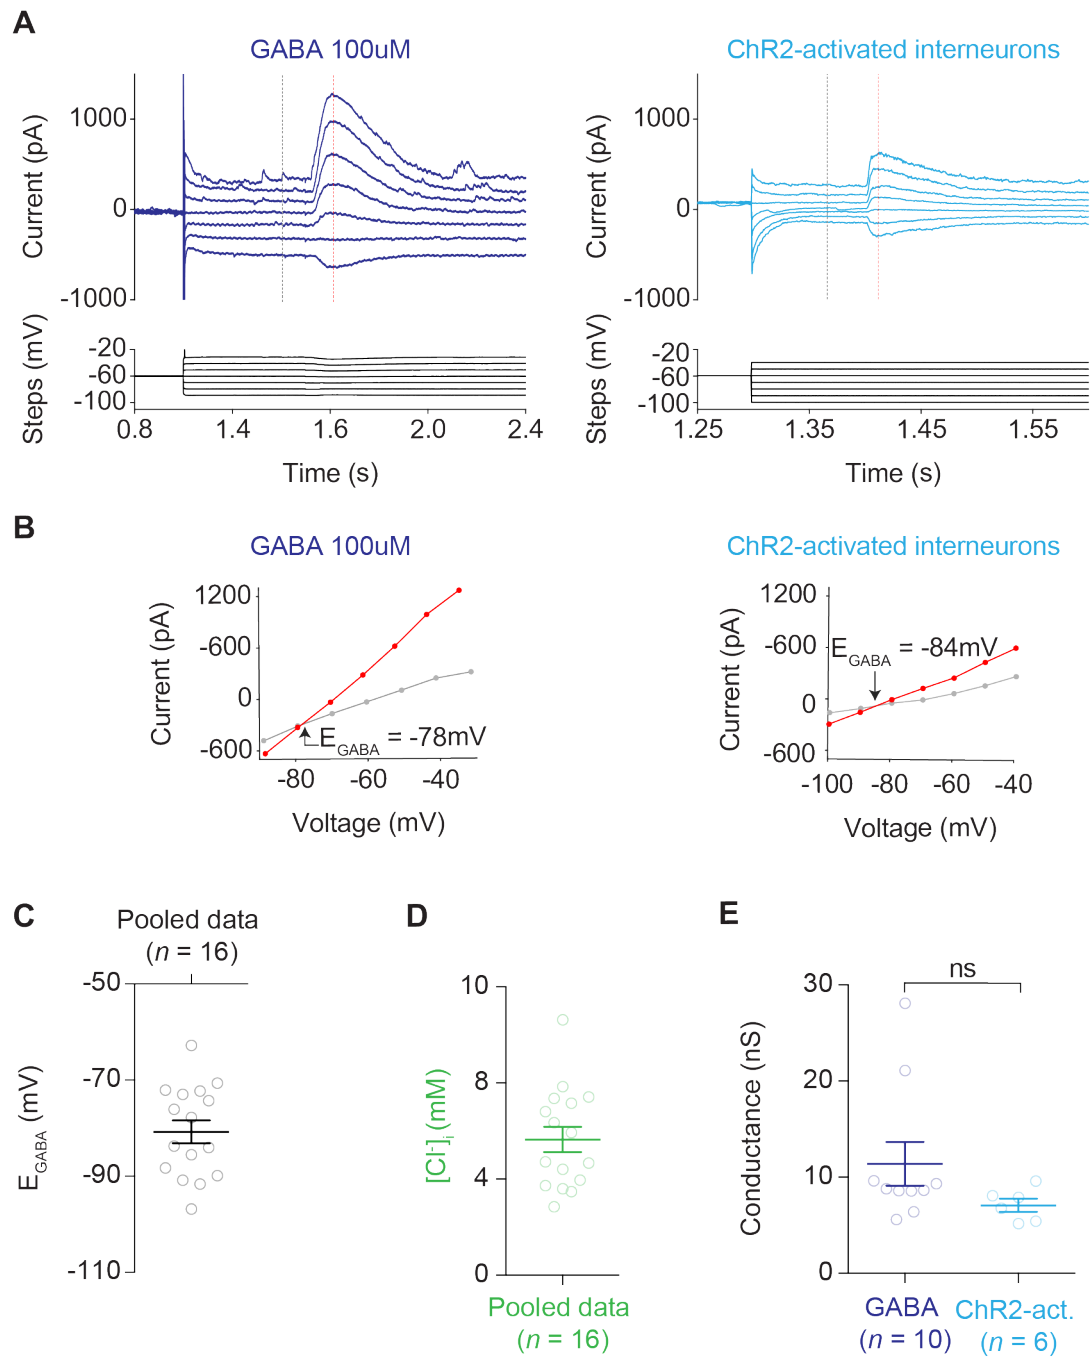 A
GABA 100uM
ChR2-activated interneurons
Current (pA)
1000
0
-1000
Current (pA)
1000
0
-1000
Steps (mV)
-20
-60
-100
Steps (mV)
-20
-60
-100
0.8 1.4 1.6 2.0 2.4
1.25 1.35 1.45 1.55
Time (s)
Time (s)
B
GABA 100uM
ChR2-activated interneurons
Current (pA)
1200
-600
0
-600
E GABA = -78mV
-80 -60 -40
Voltage (mV)
Current (pA)
1200
-600
0
-600
E GABA = -84mV
-100 -80 -60 -40
Voltage (mV)
C
Pooled data
(n = 16)
E GABA (mV)
-50
-70
-90
-110
D
[Cl-]i (mM)
10
8
4
0
Pooled data
(n = 16)
E
ns
Conductance (nS)
30
20
10
0
GABA
(n = 10)
ChR2-act.
(n = 6)